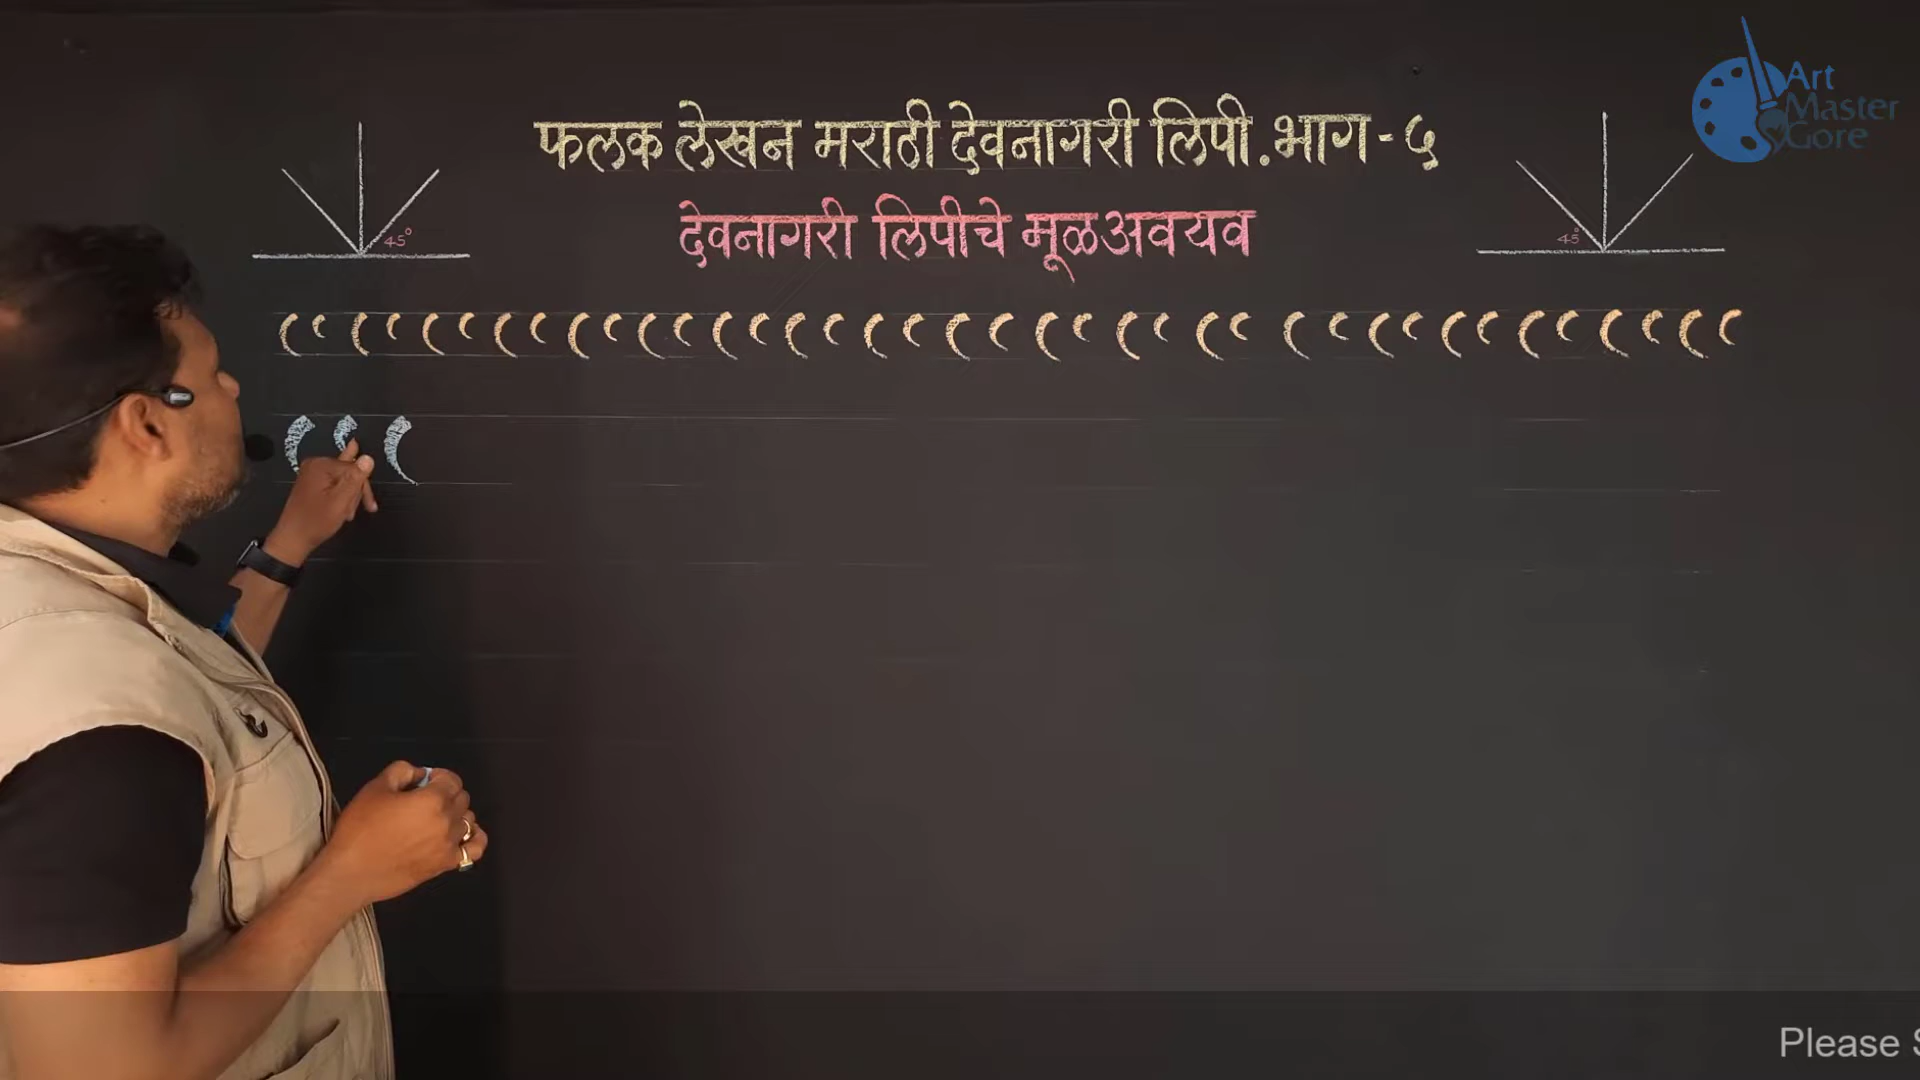 फलक लेखन मराठी देवनागरी लिपी.भाग-५
देवनागरी लिपीचे मूळअवयव
45°
45°
Art
Master
Gore
Please